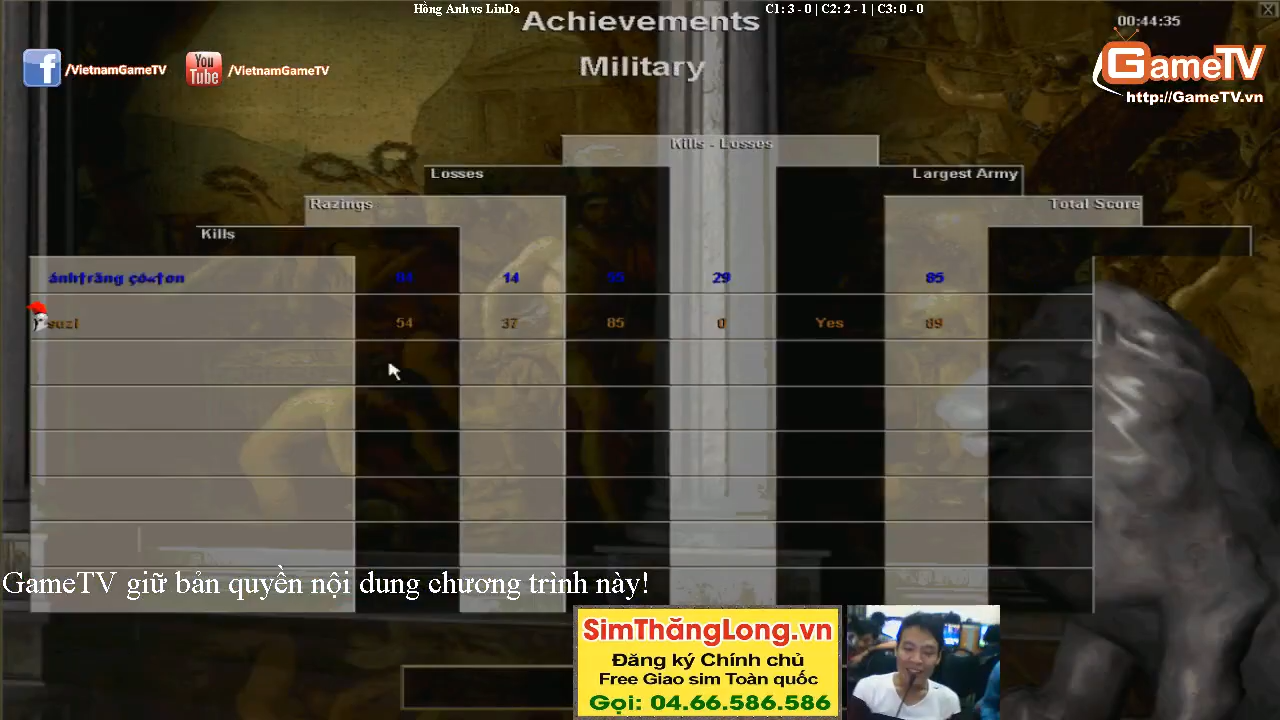 Hồng Anh vs LinDa
C1: 3 - 0 | C2: 2 - 1 | C3: 0 - 0
Achievements
00:44:35
Military
/VietnamGameTV
You Tube /VietnamGameTV
GameTV
http://GameTV.vn
Kills - Losses
Losses
Largest Army
Razings
Total Score
Kills
14
29
85
suzi 54 37 85 0 Yes 89
GameTV giữ bản quyền nội dung chương trình này!
SimThăngLong.vn
Đăng ký Chính chủ
Free Giao sim Toàn quốc
Gọi: 04.66.586.586